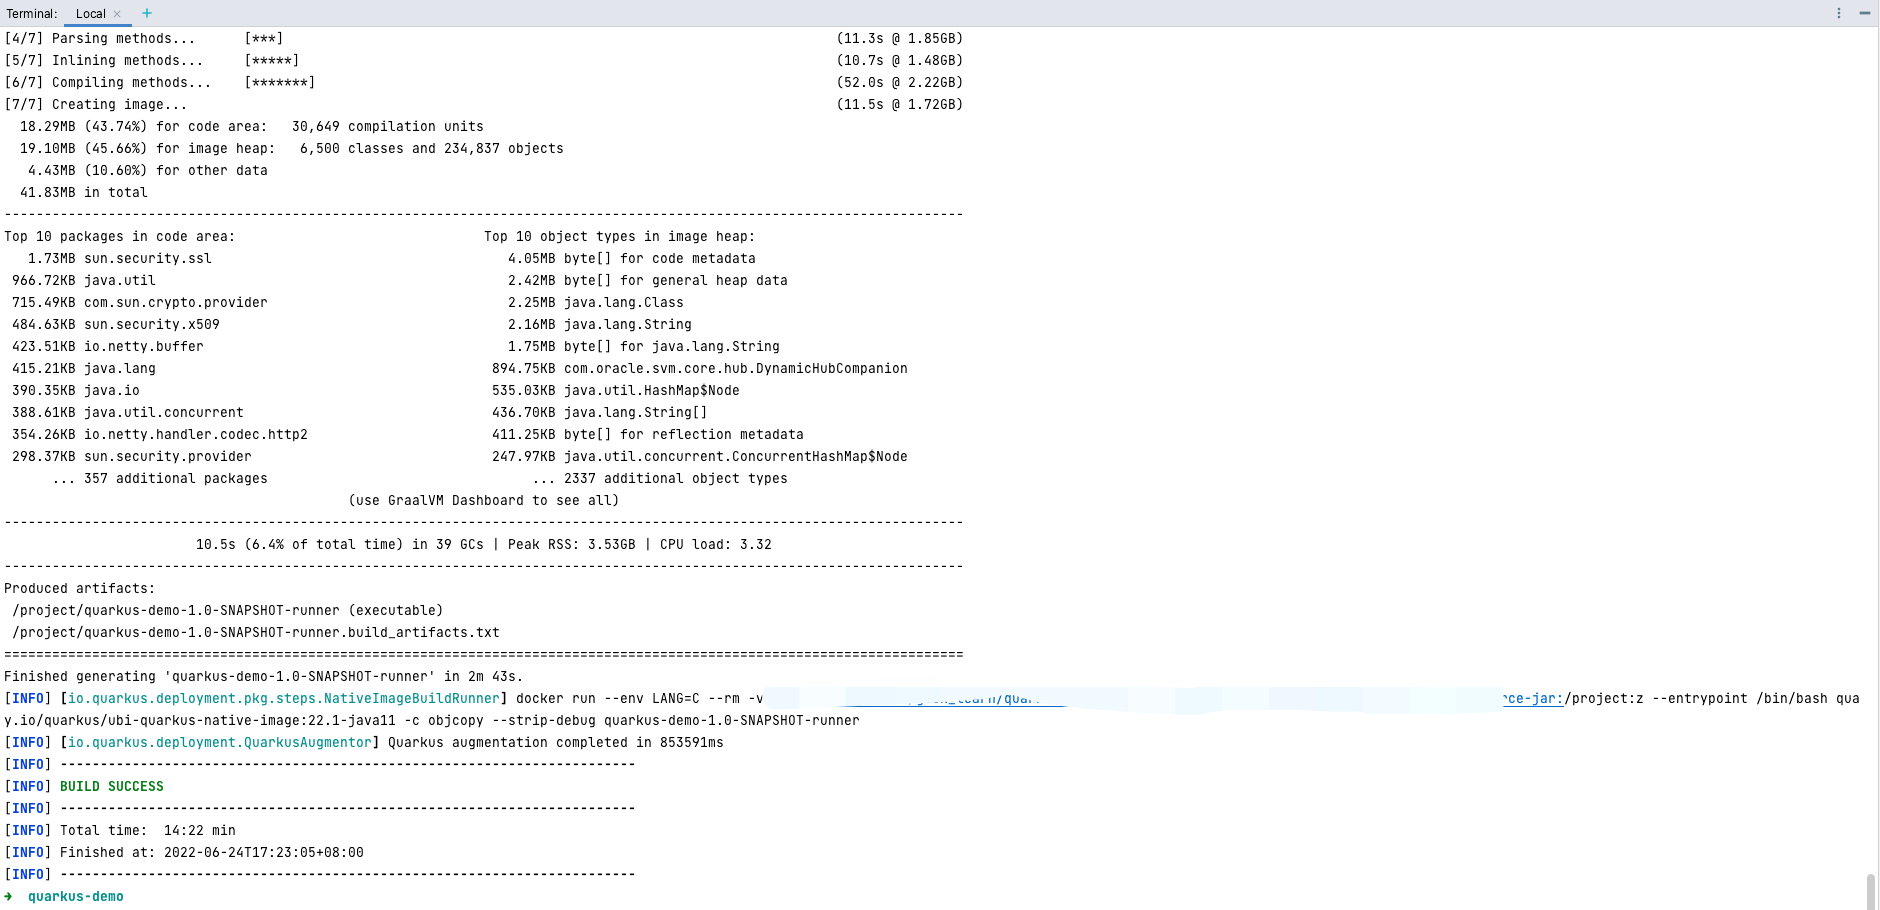 Terminal: Local × +
[4/7] Parsing methods... [***] (11.3s @ 1.85GB)
[5/7] Inlining methods... [*****] (10.7s @ 1.48GB)
[6/7] Compiling methods... [*******] (52.0s @ 2.22GB)
[7/7] Creating image... (11.5s @ 1.72GB)
18.29MB (43.74%) for code area: 30,649 compilation units
19.10MB (45.66%) for image heap: 6,500 classes and 234,837 objects
4.43MB (10.60%) for other data
41.83MB in total
------------------------------------------------------------------------------------------------------------------------
Top 10 packages in code area: Top 10 object types in image heap:
1.73MB sun.security.ssl 4.05MB byte[] for code metadata
966.72KB java.util 2.42MB byte[] for general heap data
715.49KB com.sun.crypto.provider 2.25MB java.lang.Class
484.63KB sun.security.x509 2.16MB java.lang.String
423.51KB io.netty.buffer 1.75MB byte[] for java.lang.String
415.21KB java.lang 894.75KB com.oracle.svm.core.hub.DynamicHubCompanion
390.35KB java.io 535.03KB java.util.HashMap$Node
388.61KB java.util.concurrent 436.70KB java.lang.String[]
354.26KB io.netty.handler.codec.http2 411.25KB byte[] for reflection metadata
298.37KB sun.security.provider 247.97KB java.util.concurrent.ConcurrentHashMap$Node
... 357 additional packages ... 2337 additional object types
(use GraalVM Dashboard to see all)
------------------------------------------------------------------------------------------------------------------------
10.5s (6.4% of total time) in 39 GCs | Peak RSS: 3.53GB | CPU load: 3.32
------------------------------------------------------------------------------------------------------------------------
Produced artifacts:
/project/quarkus-demo-1.0-SNAPSHOT-runner (executable)
/project/quarkus-demo-1.0-SNAPSHOT-runner.build_artifacts.txt
========================================================================================================================
Finished generating 'quarkus-demo-1.0-SNAPSHOT-runner' in 2m 43s.
[INFO] [io.quarkus.deployment.pkg.steps.NativeImageBuildRunner] docker run --env LANG=C --rm -v rce-jar:/project:z --entrypoint /bin/bash qua
y.io/quarkus/ubi-quarkus-native-image:22.1-java11 -c objcopy --strip-debug quarkus-demo-1.0-SNAPSHOT-runner
[INFO] [io.quarkus.deployment.QuarkusAugmentor] Quarkus augmentation completed in 853591ms
[INFO] ------------------------------------------------------------------------
[INFO] BUILD SUCCESS
[INFO] ------------------------------------------------------------------------
[INFO] Total time:  14:22 min
[INFO] Finished at: 2022-06-24T17:23:05+08:00
[INFO] ------------------------------------------------------------------------
➜ quarkus-demo